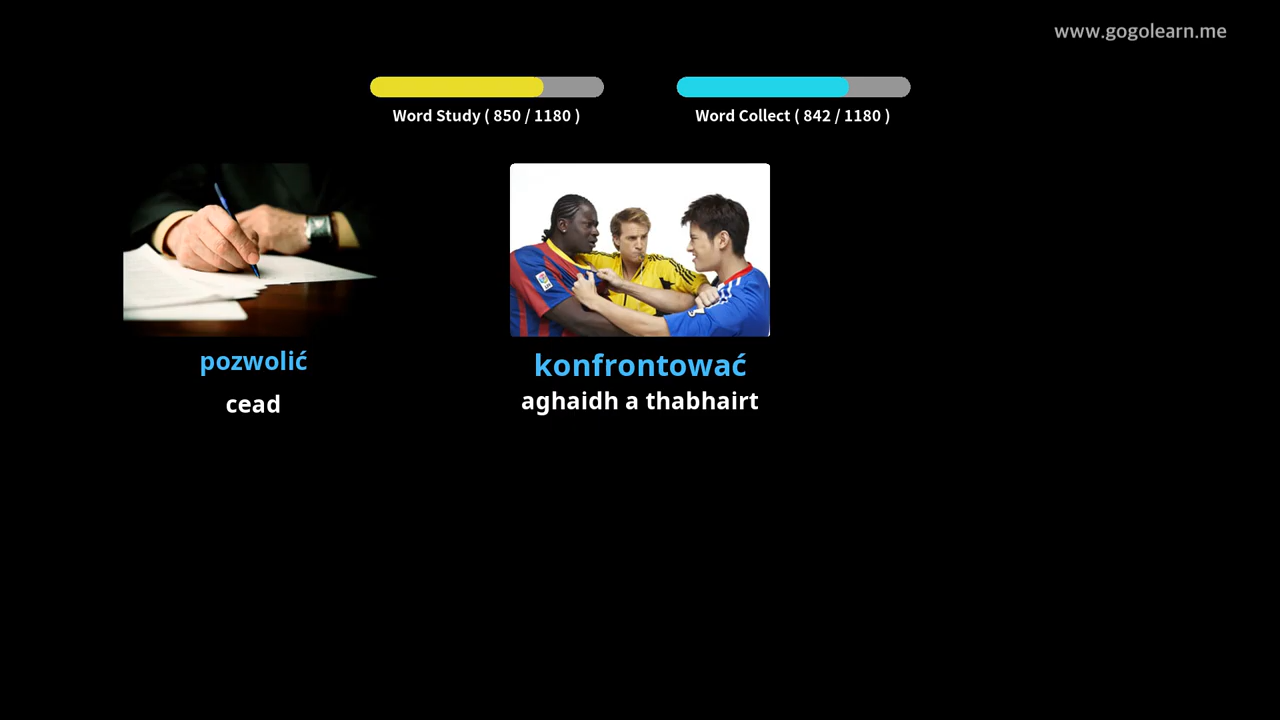 www.gogolearn.me
Word Study ( 850 / 1180 )
Word Collect ( 842 / 1180 )
pozwolić
cead
konfrontować
aghaidh a thabhairt